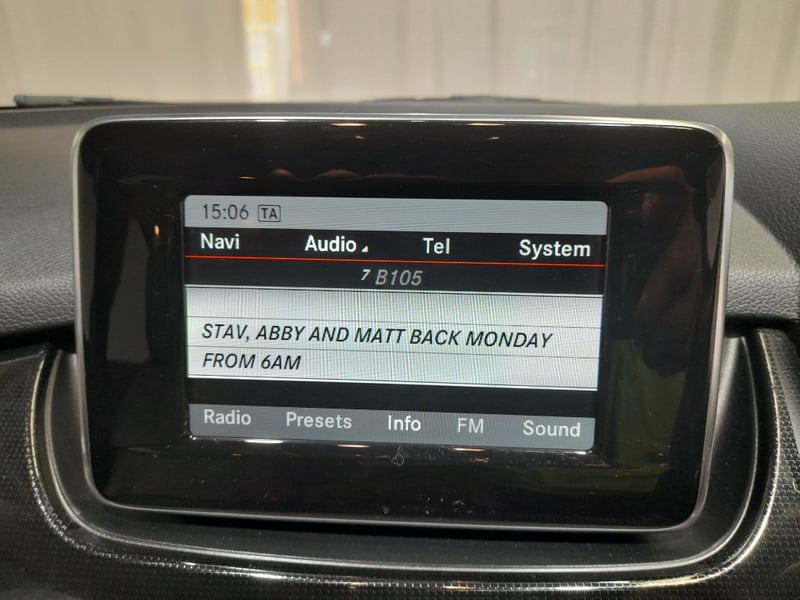 15:06 TA
Navi Audio Tel System
7 B105
STAV, ABBY AND MATT BACK MONDAY
FROM 6AM
Radio Presets Info FM Sound